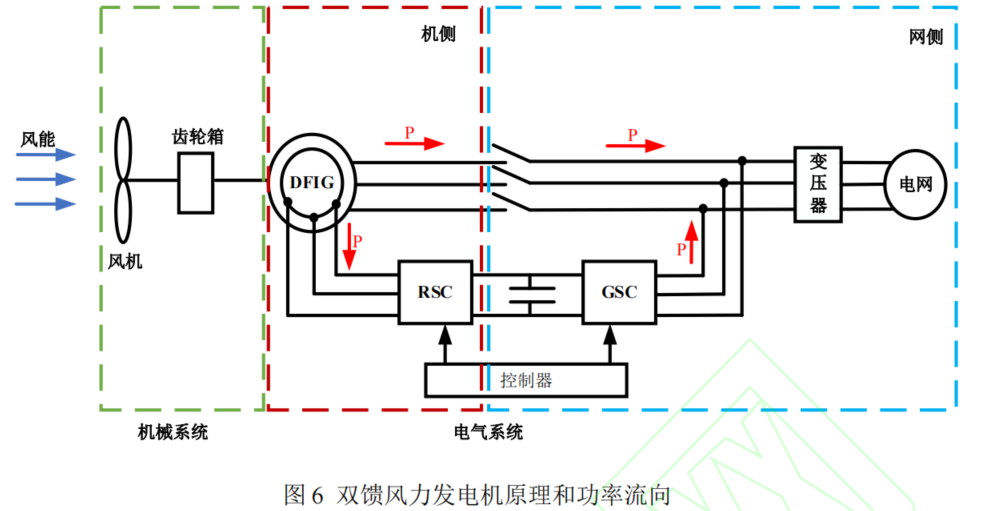 机侧
网侧
风能
齿轮箱
P
P
变压器
DFIG
电网
P
P
风机
RSC
GSC
控制器
机械系统
电气系统
图 6 双馈风力发电机原理和功率流向